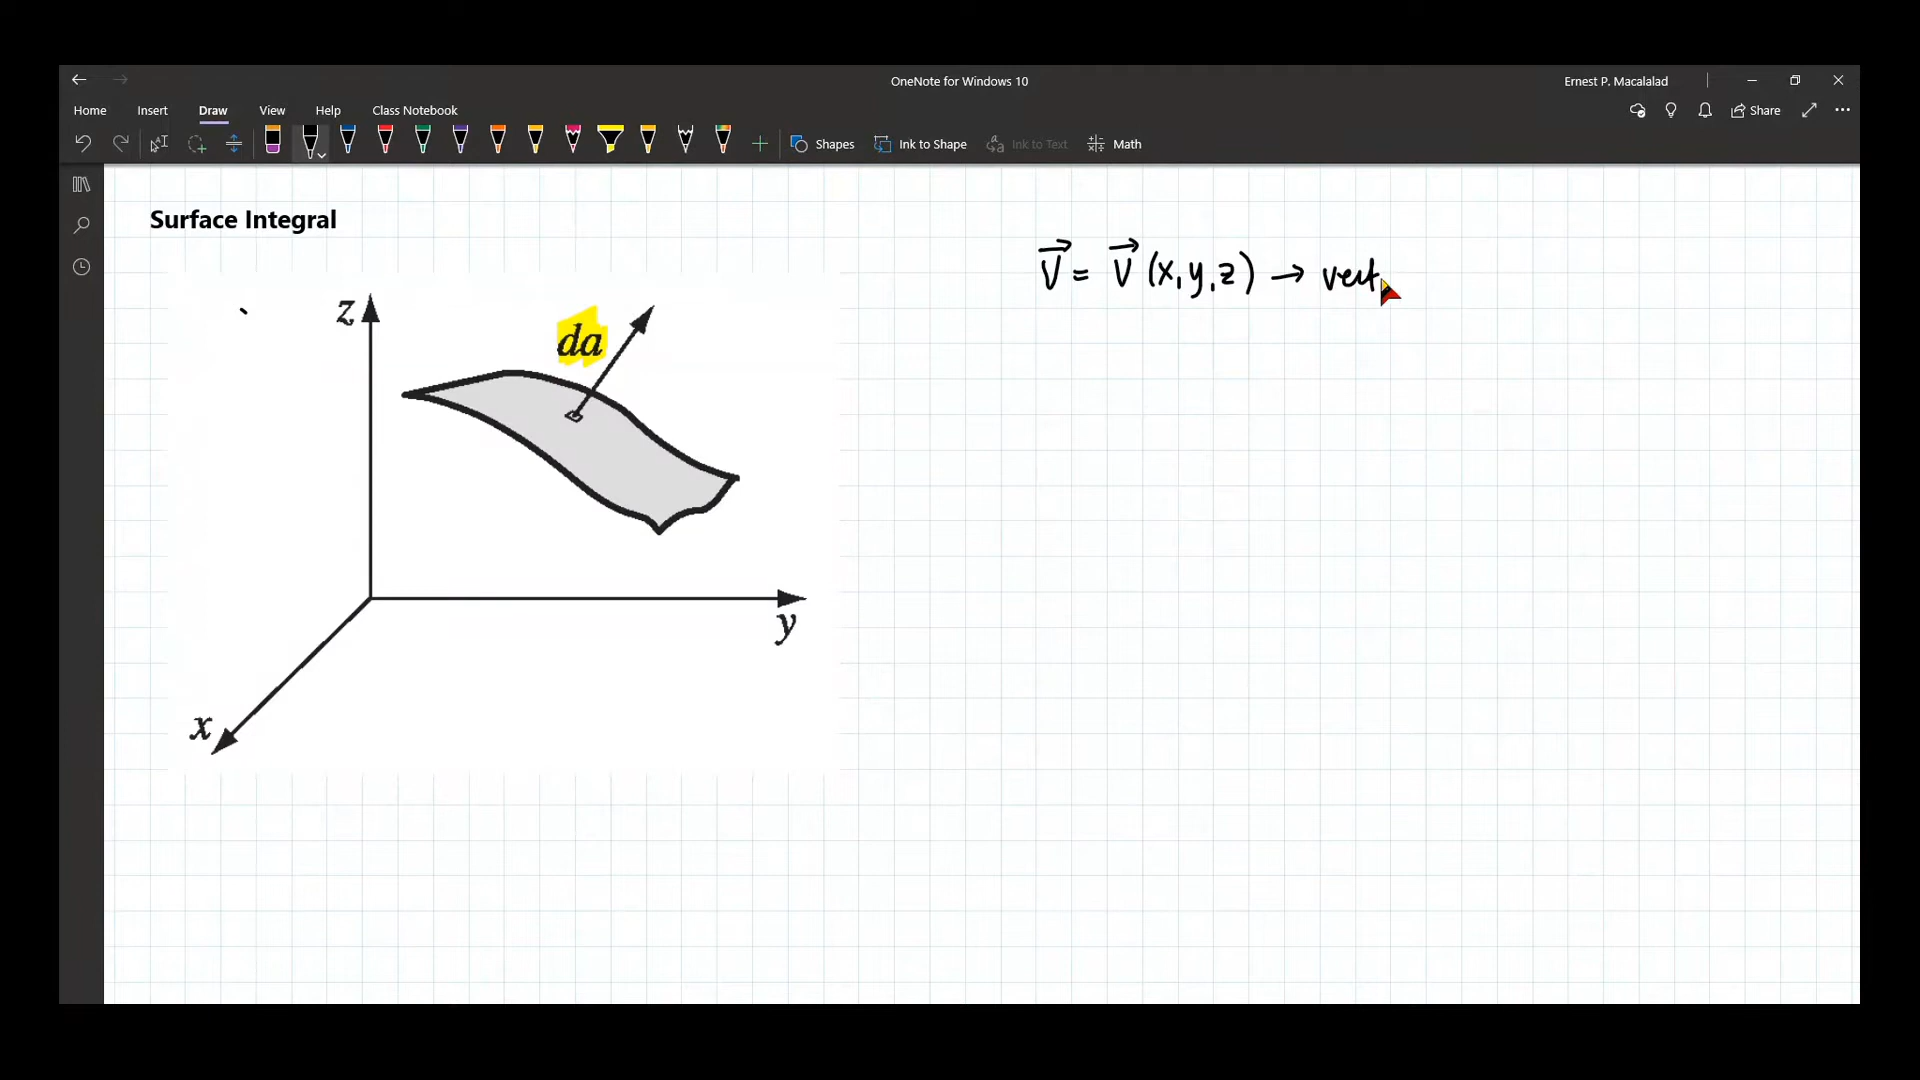 OneNote for Windows 10
Ernest P. Macalalad
Home Insert Draw View Help Class Notebook
Share
Shapes Ink to Shape Ink to Text Math
Surface Integral
V⃗ = V⃗ (x, y, z) → vect
z
da
y
x